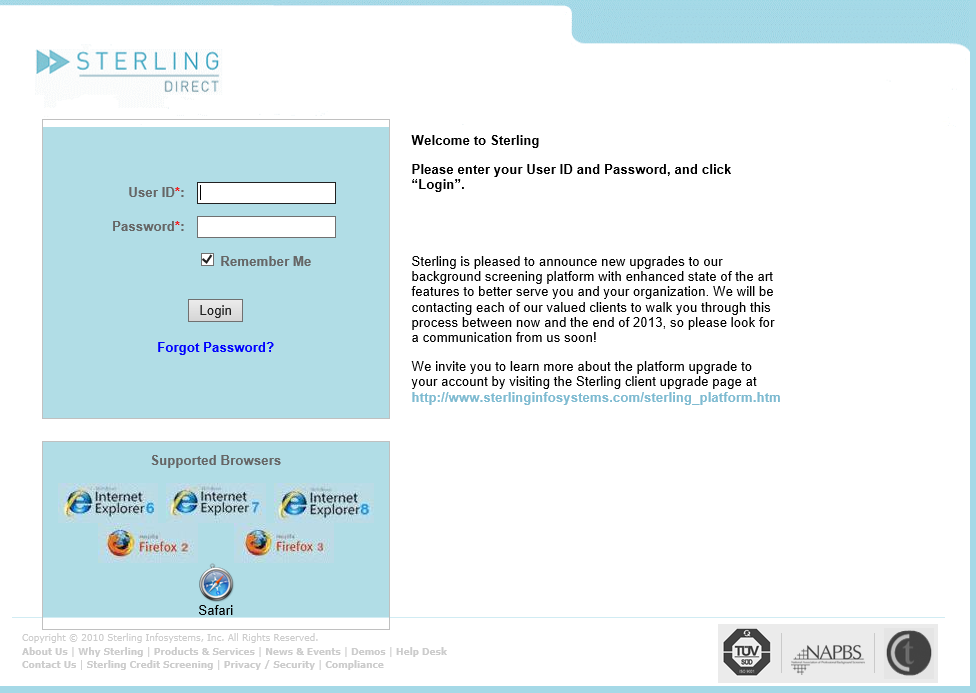 STERLING
DIRECT
User ID*:
Password*:
Remember Me
Login
Forgot Password?
Welcome to Sterling
Please enter your User ID and Password, and click
“Login”.
Sterling is pleased to announce new upgrades to our
background screening platform with enhanced state of the art
features to better serve you and your organization. We will be
contacting each of our valued clients to walk you through this
process between now and the end of 2013, so please look for
a communication from us soon!
We invite you to learn more about the platform upgrade to
your account by visiting the Sterling client upgrade page at
http://www.sterlinginfosystems.com/sterling_platform.htm
Supported Browsers
Internet
Explorer 6
Internet
Explorer 7
Internet
Explorer 8
Mozilla
Firefox 2
Mozilla
Firefox 3
Safari
Copyright © 2010 Sterling Infosystems, Inc. All Rights Reserved.
About Us | Why Sterling | Products & Services | News & Events | Demos | Help Desk
Contact Us | Sterling Credit Screening | Privacy / Security | Compliance
TÜV
SÜD
ISO 9001
NAPBS
t